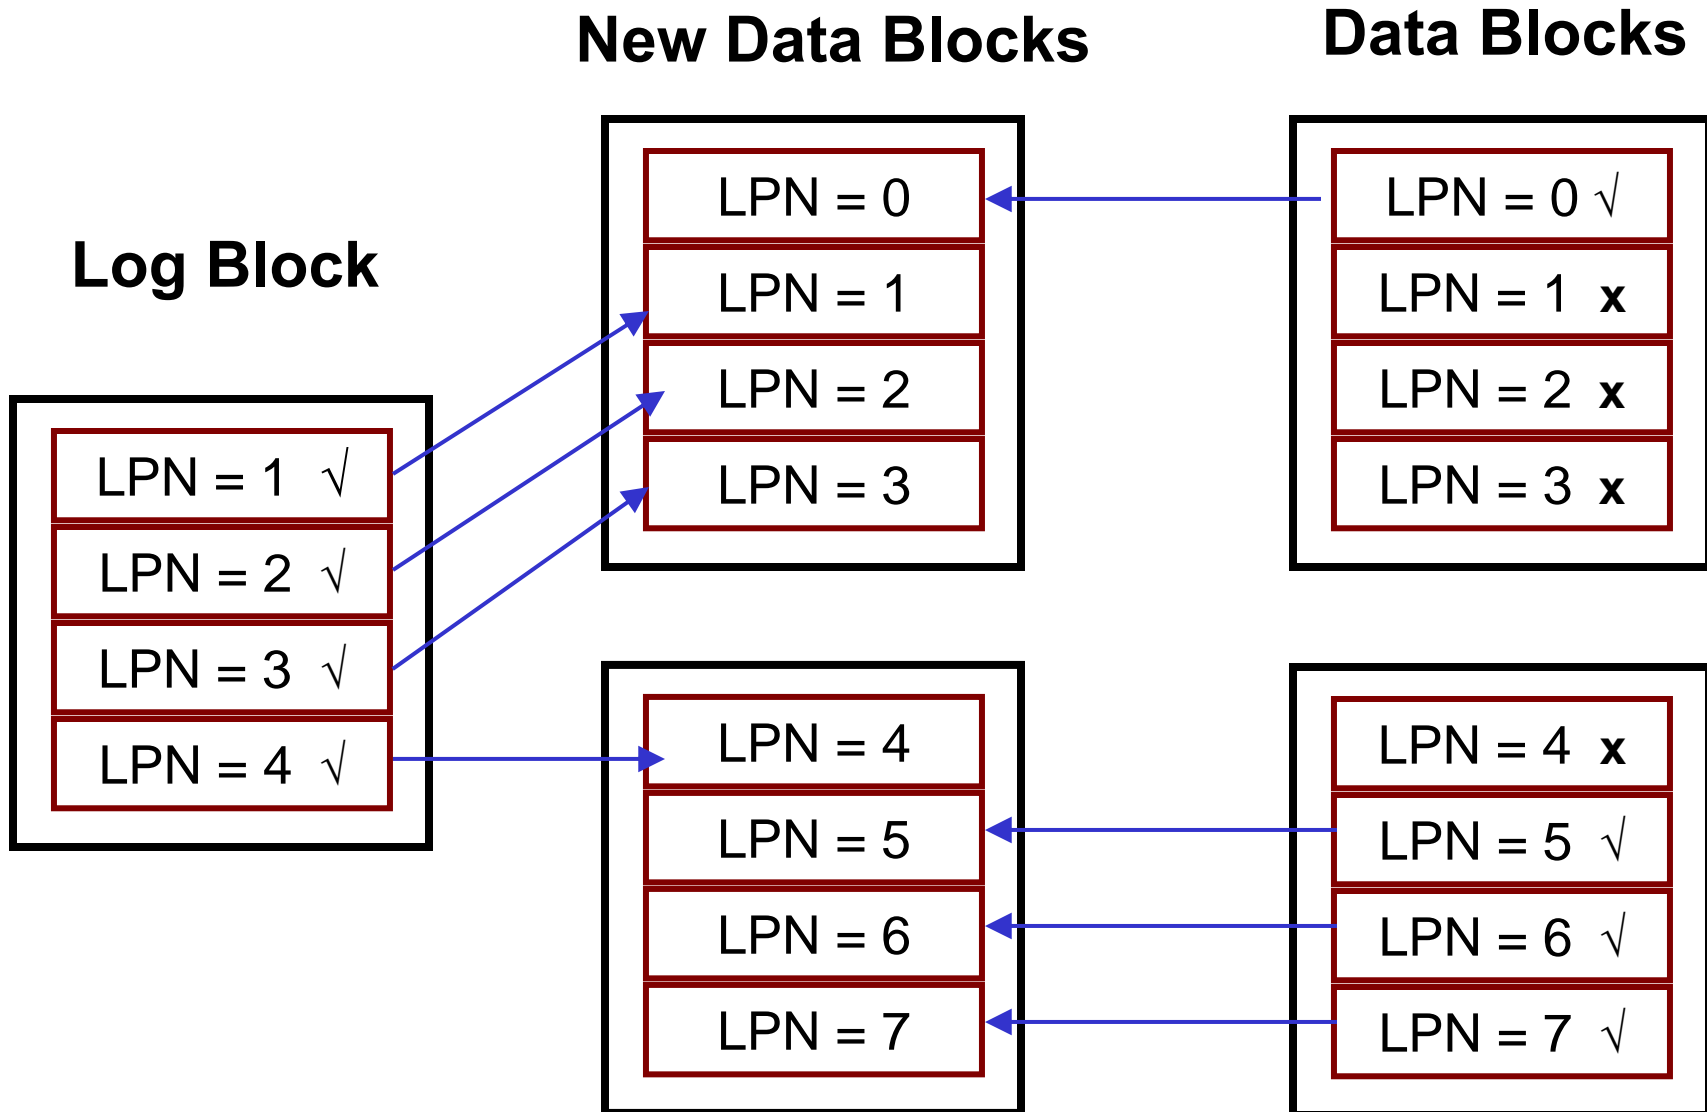 New Data Blocks
Data Blocks
Log Block
LPN = 1 √
LPN = 2 √
LPN = 3 √
LPN = 4 √
LPN = 0
LPN = 1
LPN = 2
LPN = 3
LPN = 4
LPN = 5
LPN = 6
LPN = 7
LPN = 0 √
LPN = 1 x
LPN = 2 x
LPN = 3 x
LPN = 4 x
LPN = 5 √
LPN = 6 √
LPN = 7 √